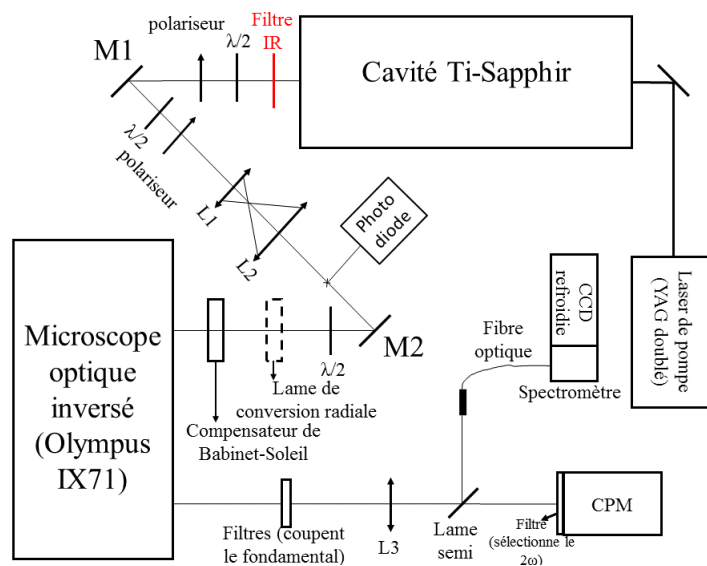 polariseur
λ/2
Filtre
IR
M1
Cavité Ti-Sapphir
λ/2
polariseur
L1
L2
Photo
diode
Laser de pompe
(YAG doublé)
CCD
refroidie
Fibre
optique
Spectromètre
Microscope
optique
inversé
(Olympus
IX71)
M2
λ/2
Lame de
conversion radiale
Compensateur de
Babinet-Soleil
Filtres (coupent
le fondamental)
L3
Lame
semi
Filtre
(sélectionne le
2ω)
CPM